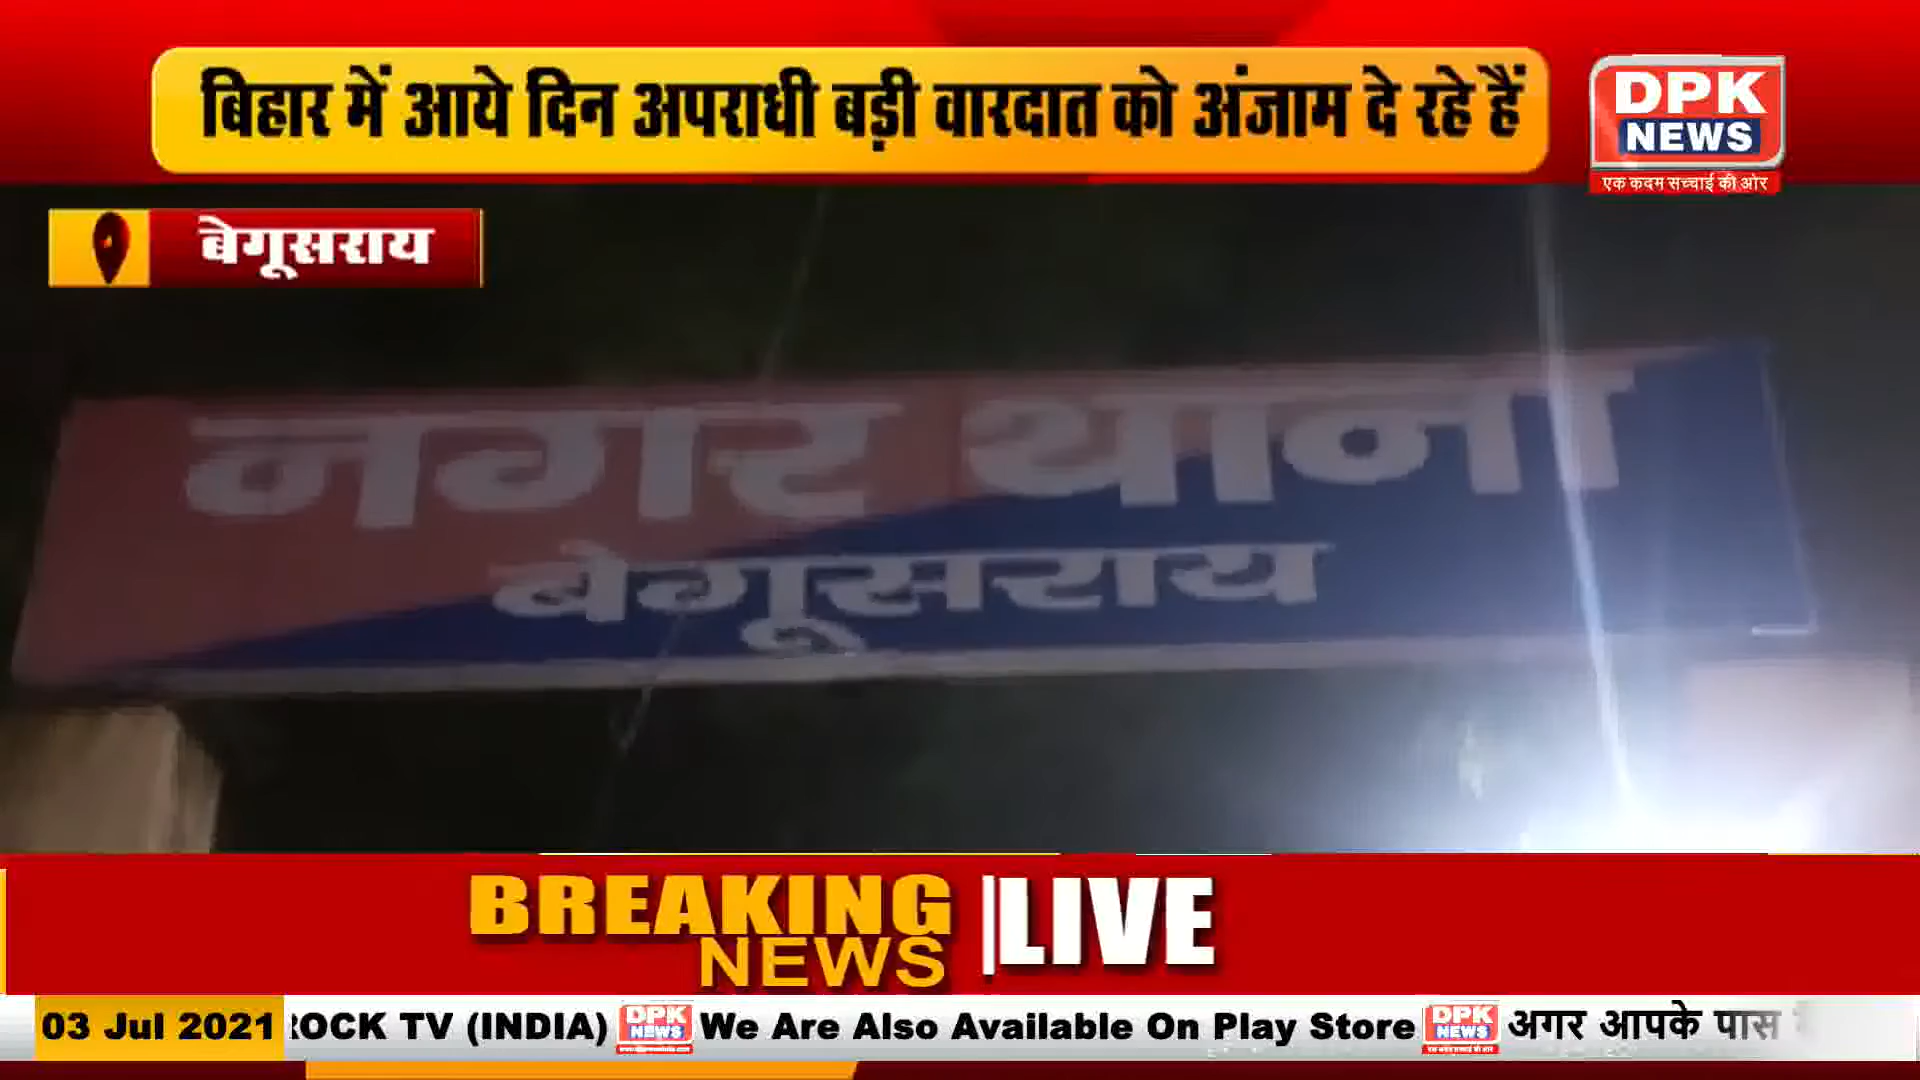 बिहार में आये दिन अपराधी बड़ी वारदात को अंजाम दे रहे हैं
DPK
NEWS
एक कदम सच्चाई की ओर
बेगूसराय
नगर थाना
बेगूसराय
BREAKING
NEWS
LIVE
03 Jul 2021
OCK TV (INDIA) DPK NEWS We Are Also Available On Play Store DPK NEWS अगर आपके पास